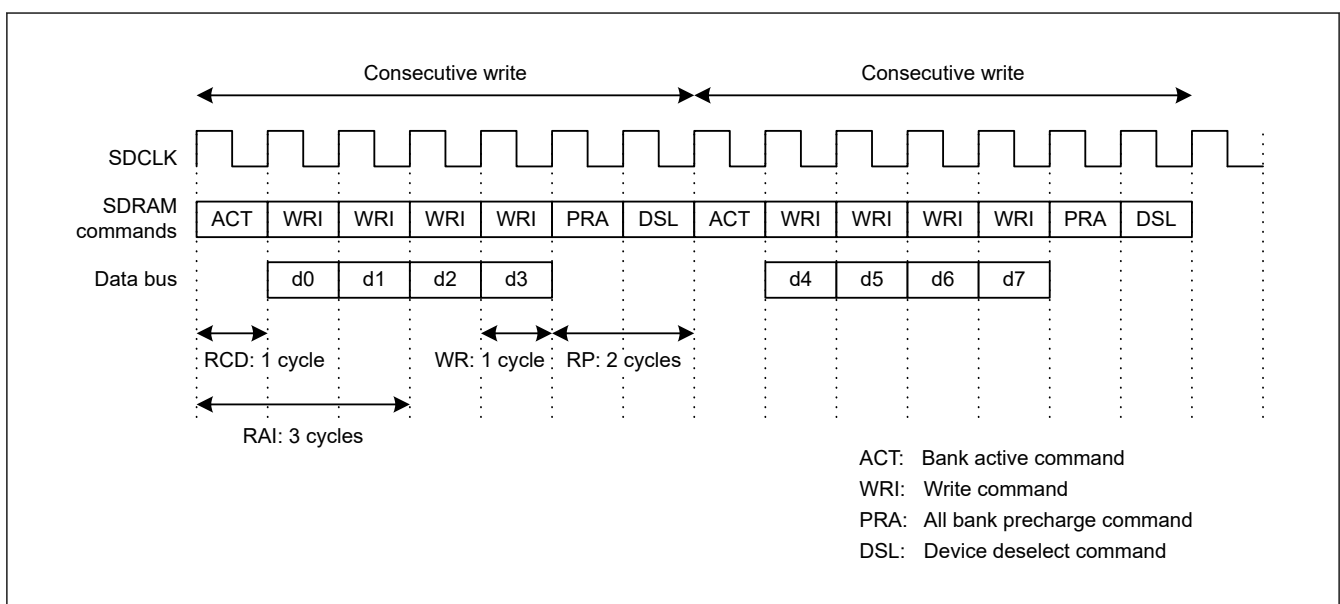 Consecutive write Consecutive write
SDCLK
SDRAM
commands
ACT WRI WRI WRI WRI PRA DSL ACT WRI WRI WRI WRI PRA DSL
Data bus d0 d1 d2 d3 d4 d5 d6 d7
RCD: 1 cycle WR: 1 cycle RP: 2 cycles
RAI: 3 cycles
ACT: Bank active command
WRI: Write command
PRA: All bank precharge command
DSL: Device deselect command